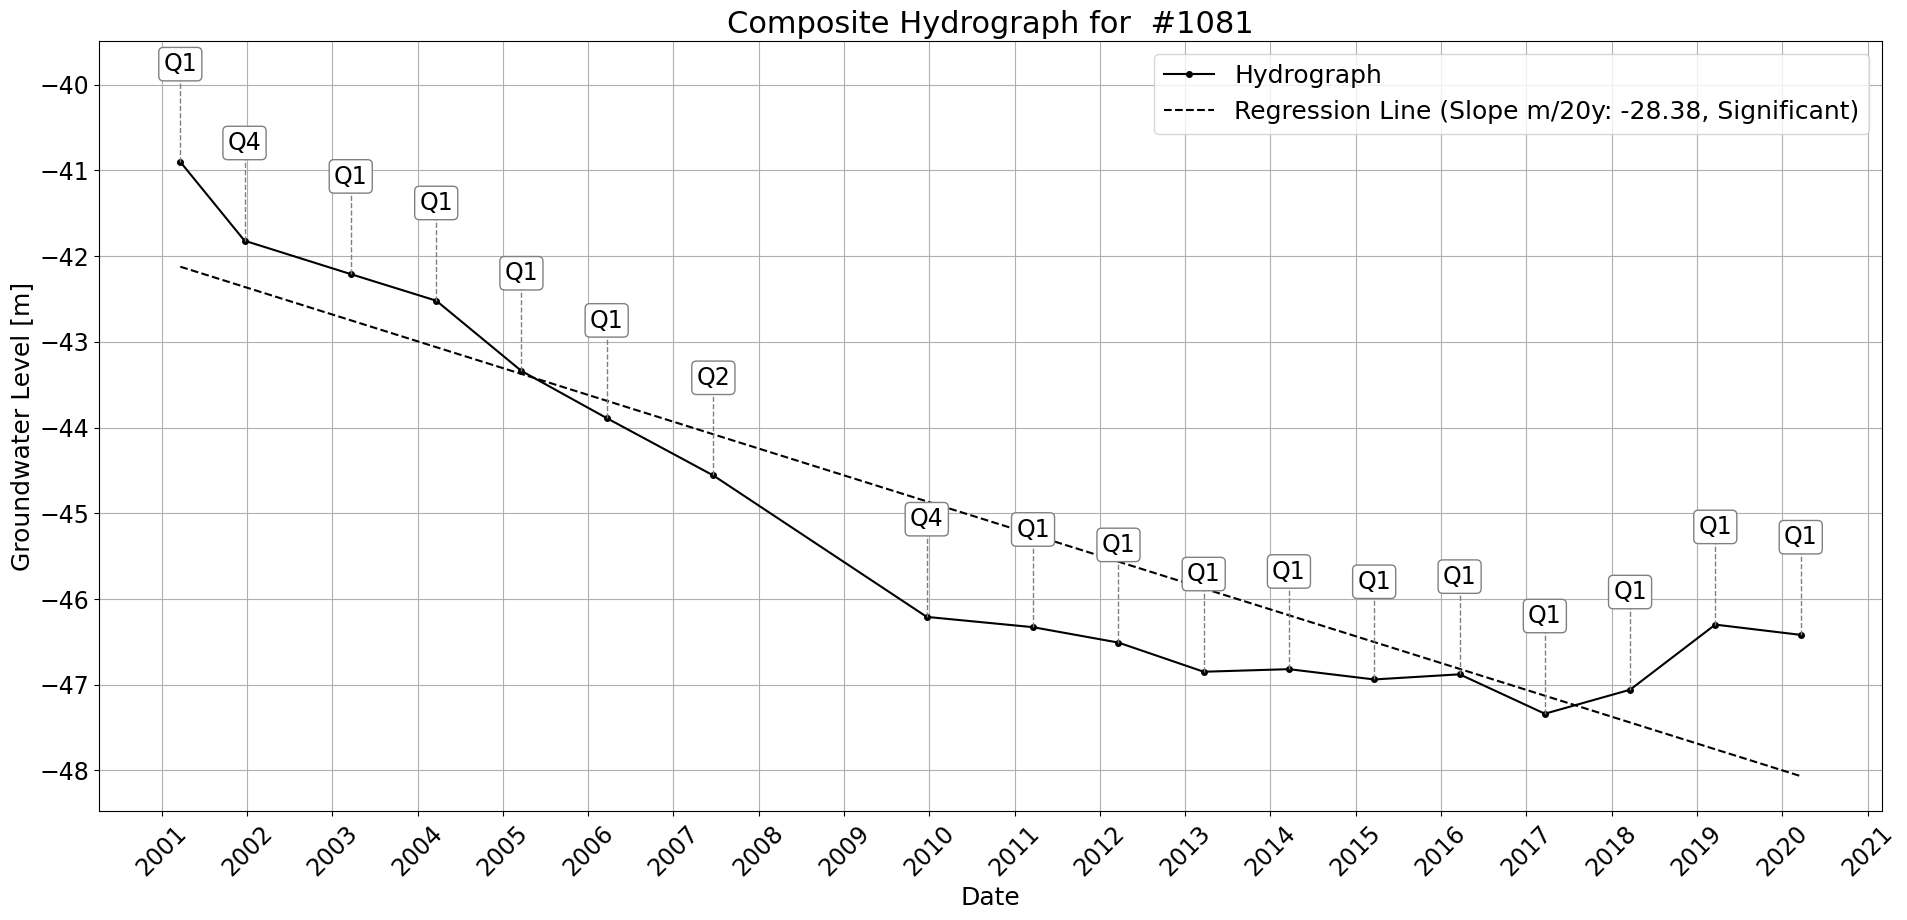 Composite Hydrograph for  #1081
Hydrograph
Regression Line (Slope m/20y: -28.38, Significant)
Groundwater Level [m]
−40
−41
−42
−43
−44
−45
−46
−47
−48
Q1
Q4
Q1
Q1
Q1
Q1
Q2
Q4
Q1
Q1
Q1
Q1
Q1
Q1
Q1
Q1
Q1
Q1
2001
2002
2003
2004
2005
2006
2007
2008
2009
2010
2011
2012
2013
2014
2015
2016
2017
2018
2019
2020
2021
Date